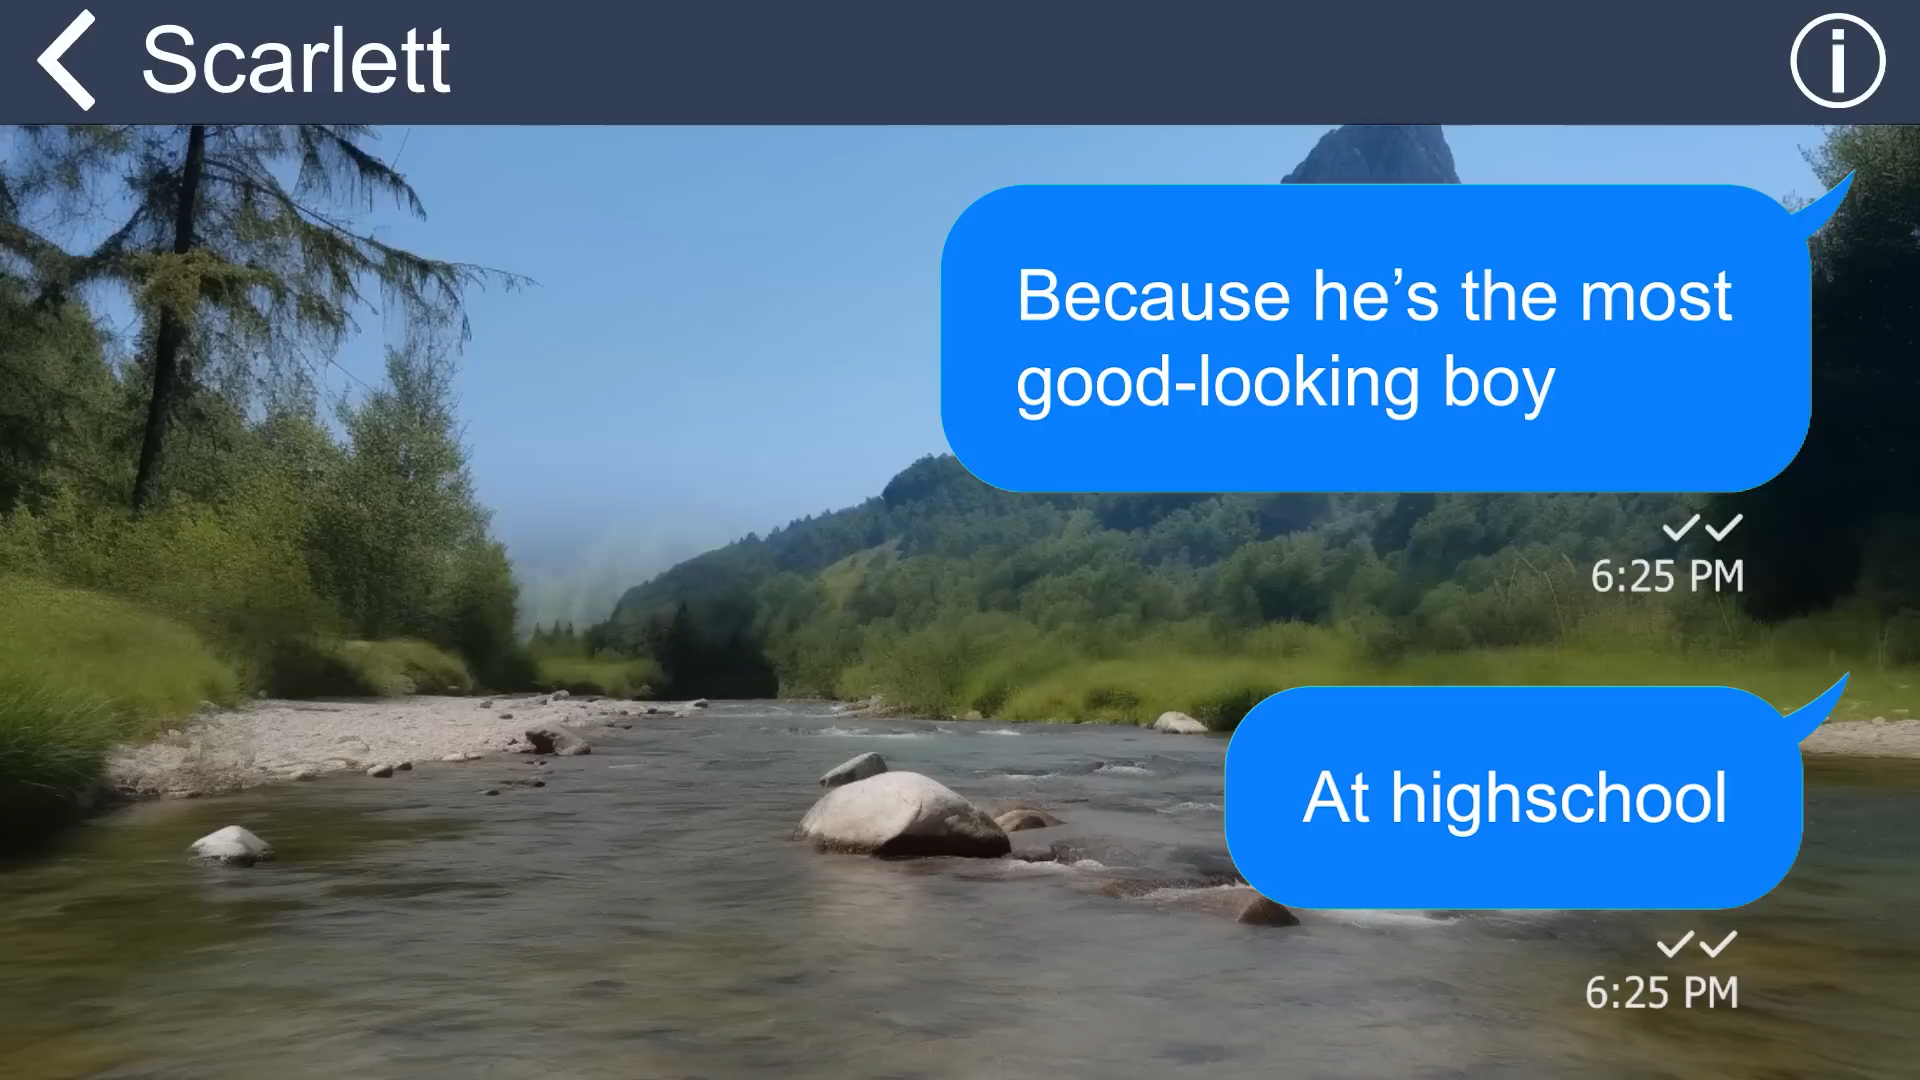 Scarlett
Because he’s the most
good-looking boy
6:25 PM
At highschool
6:25 PM